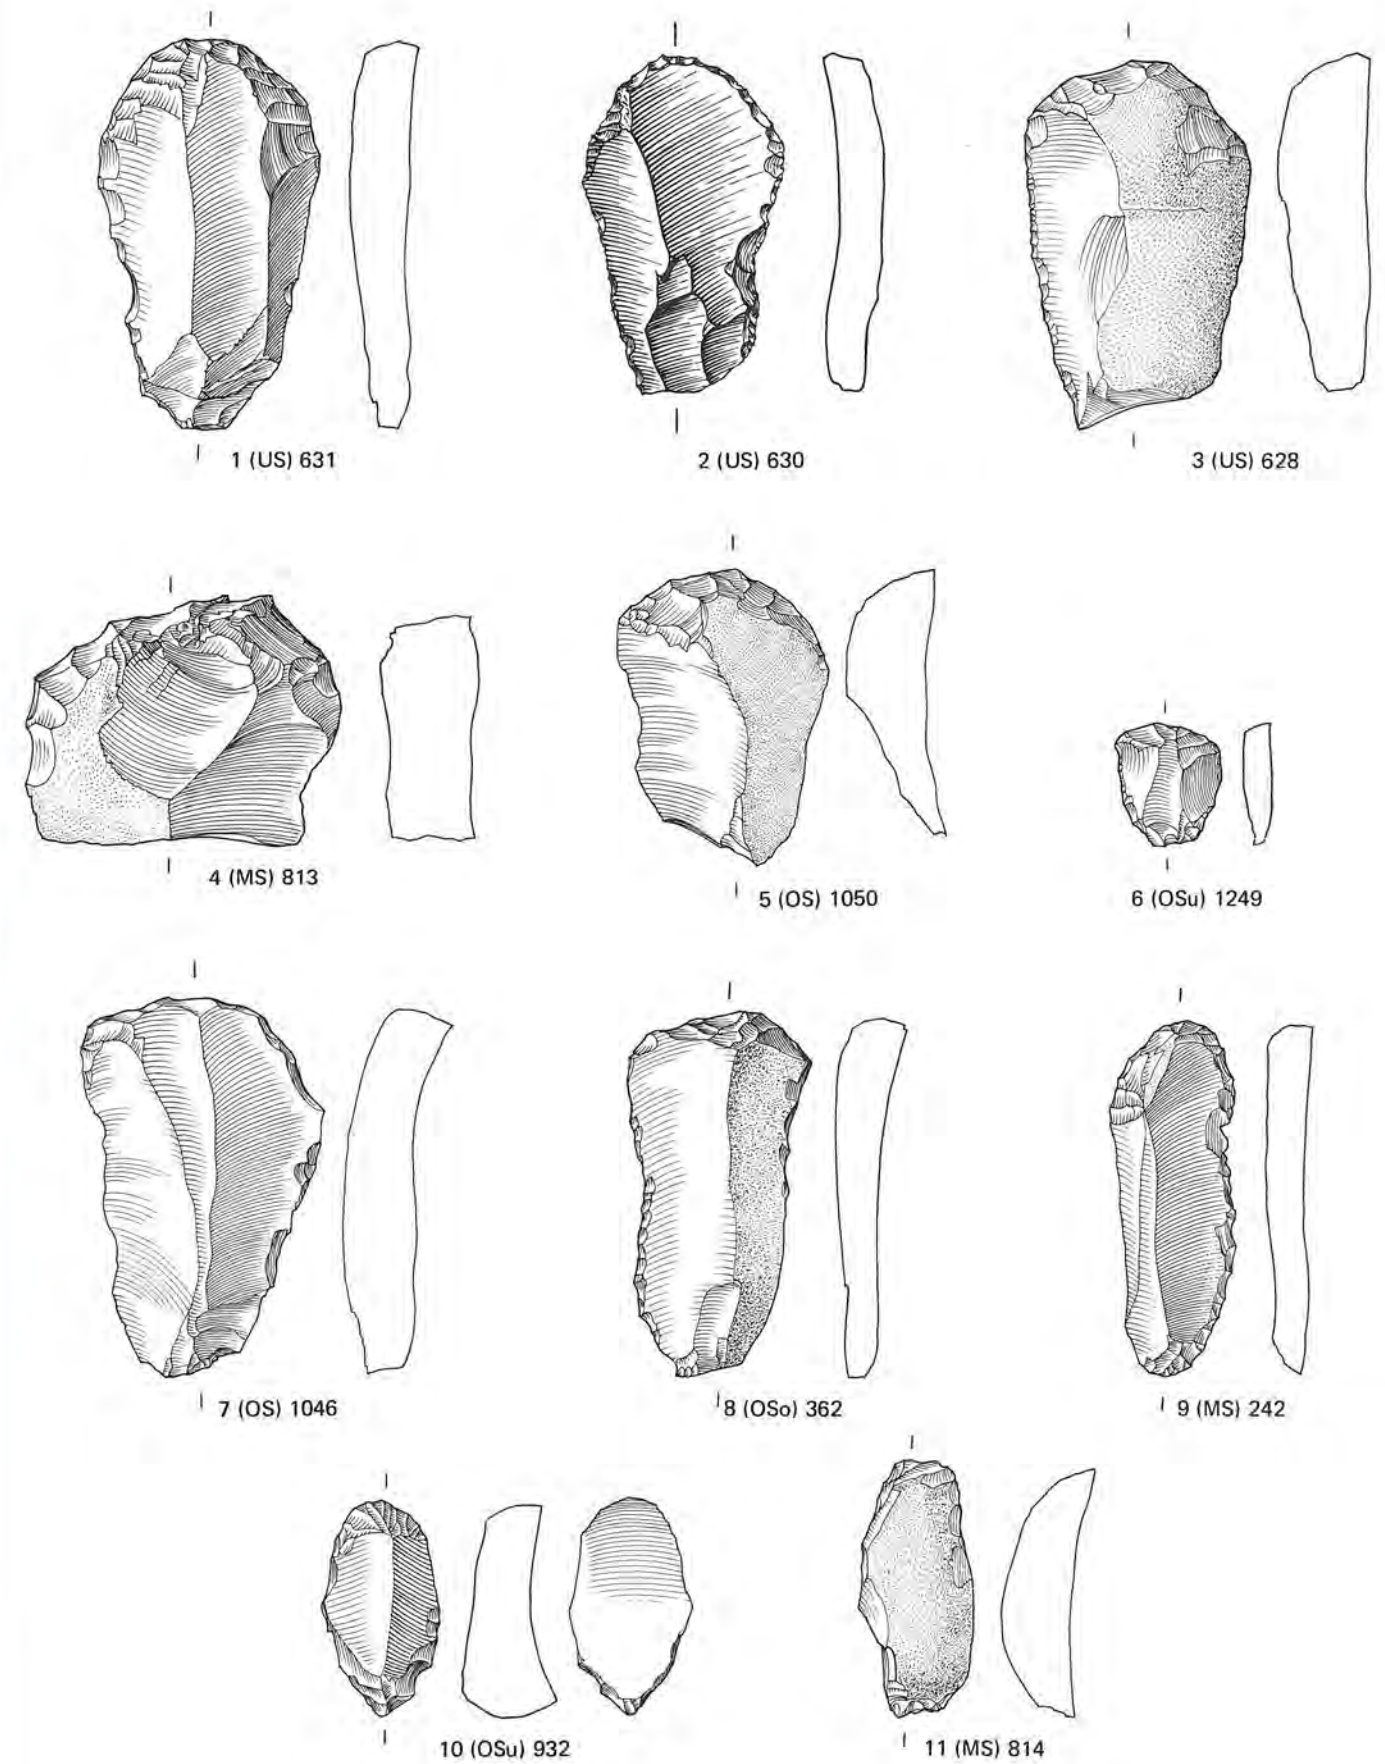 1 (US) 631
2 (US) 630
3 (US) 628
4 (MS) 813
5 (OS) 1050
6 (OSu) 1249
7 (OS) 1046
8 (OSo) 362
9 (MS) 242
10 (OSu) 932
11 (MS) 814